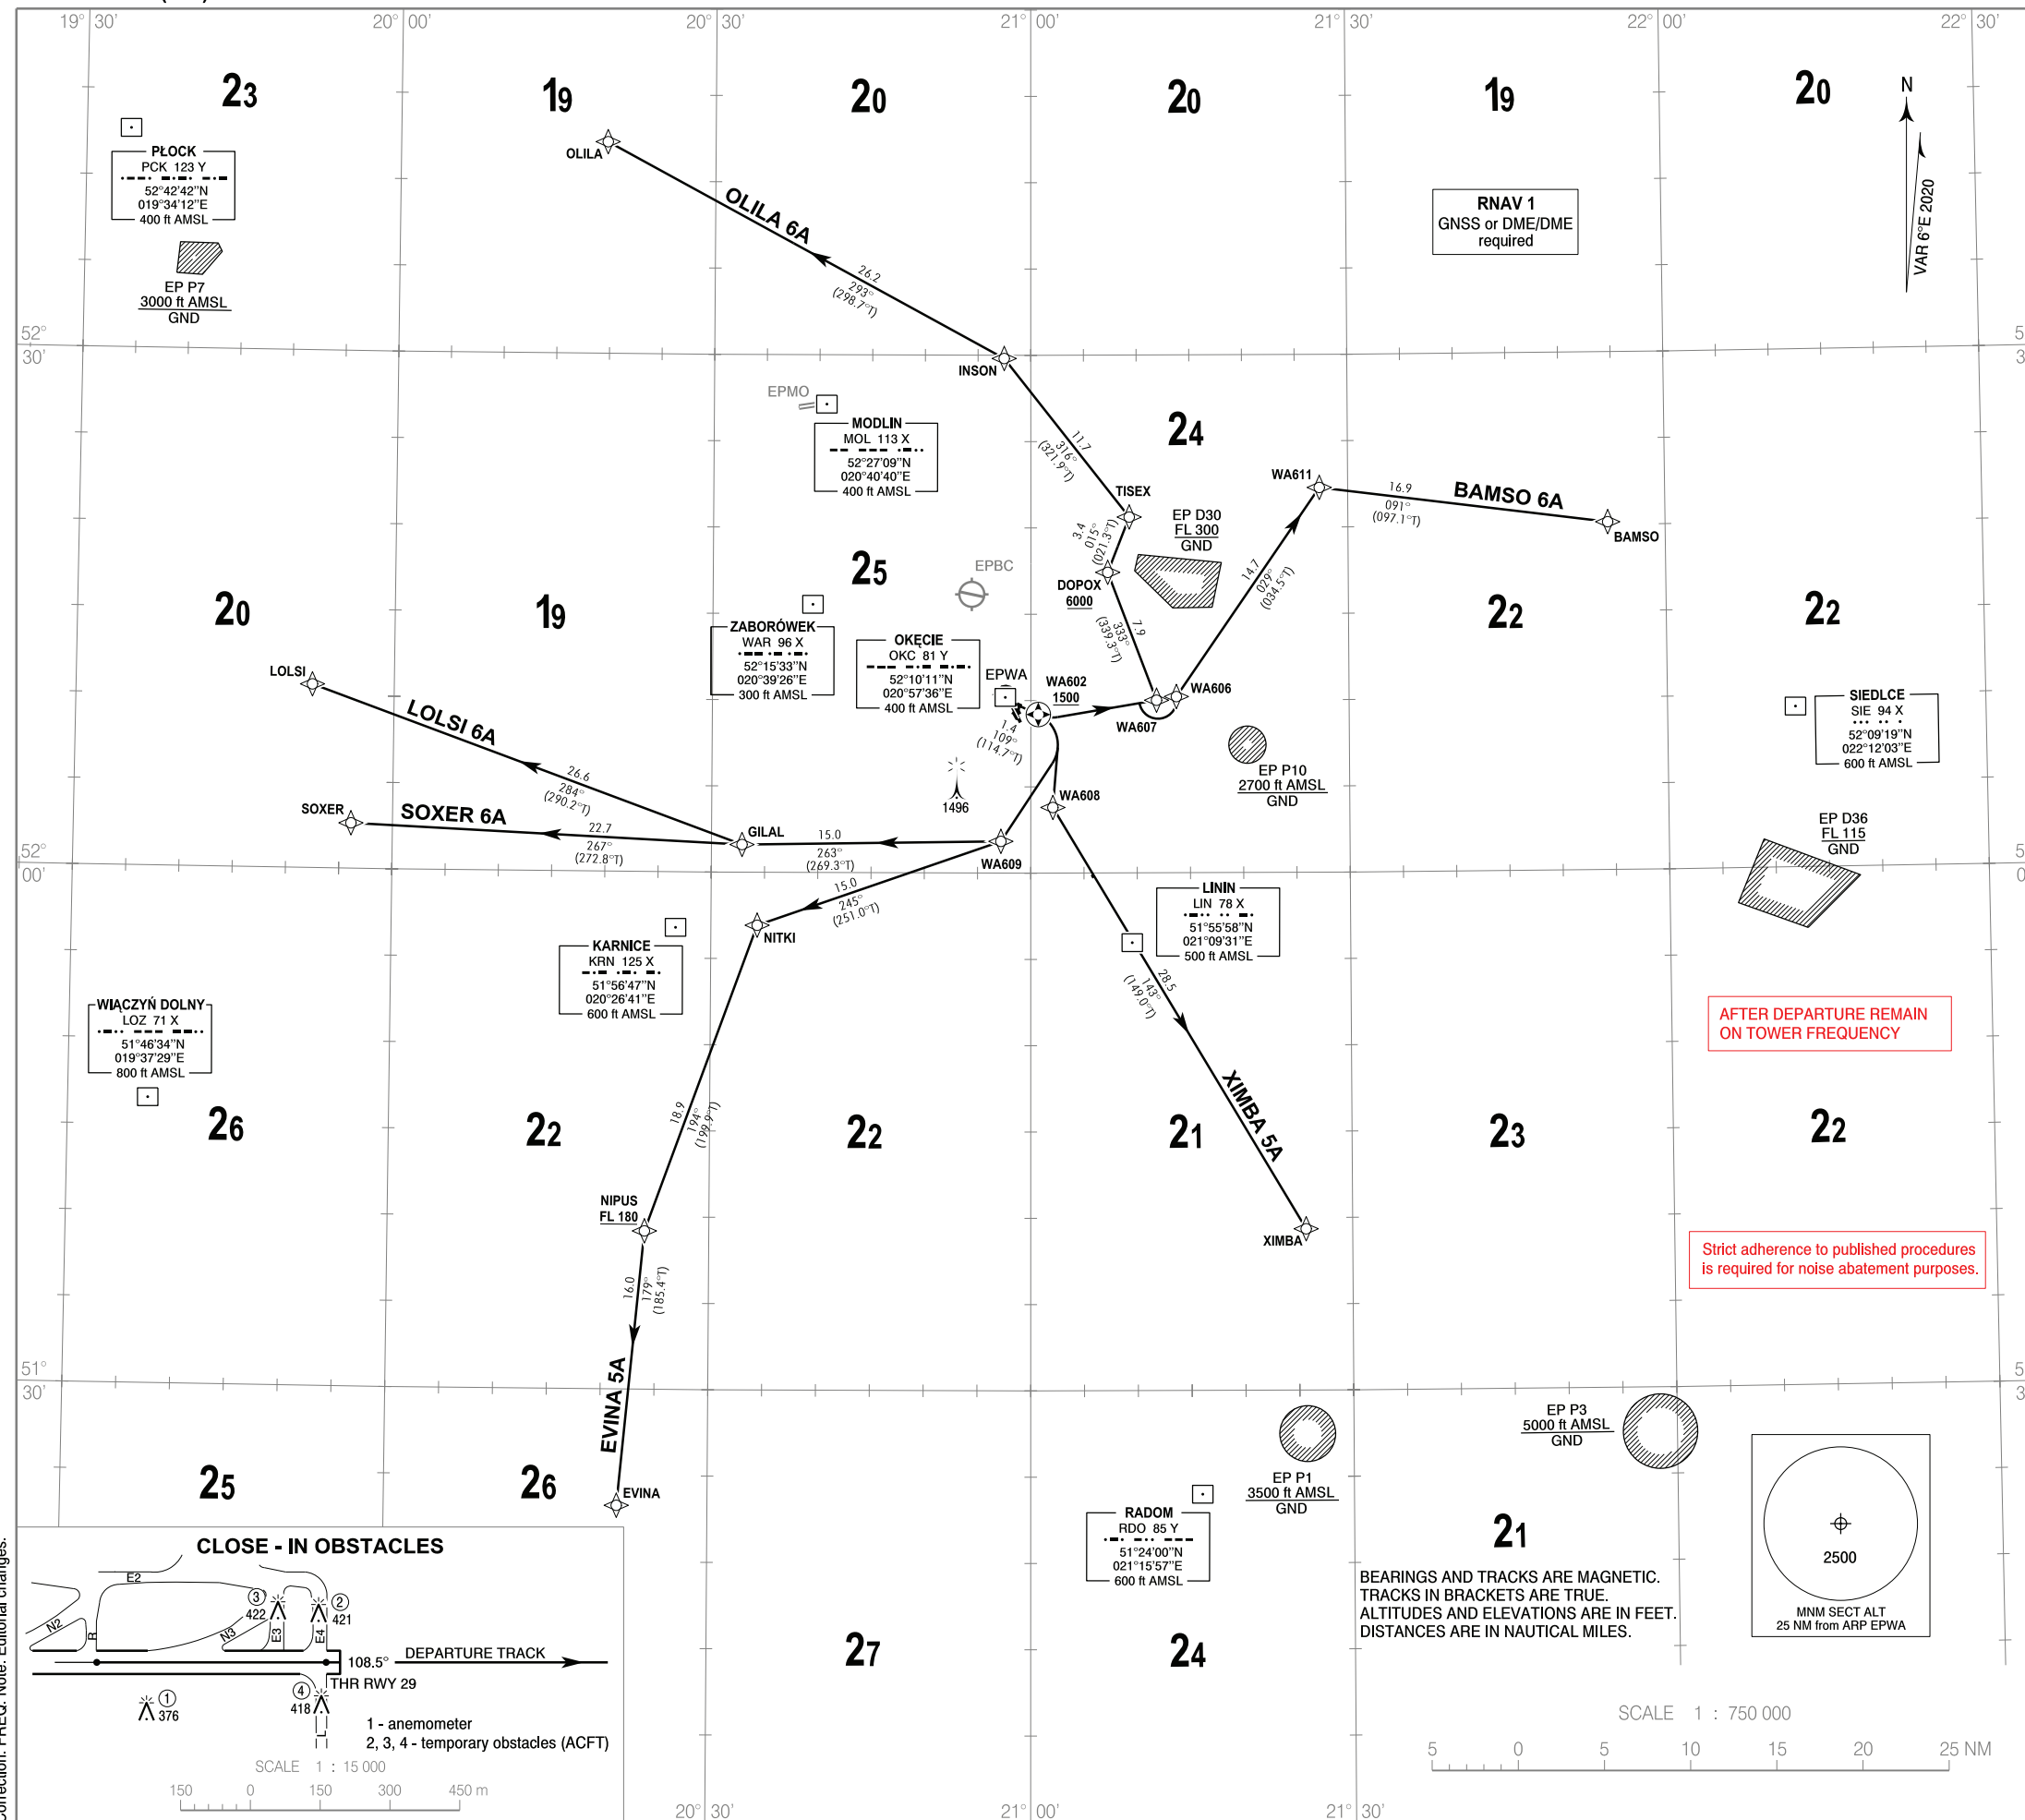 19° 30'
20° 00'
20° 30'
21° 00'
21° 30'
22° 00'
22° 30'
23
19
20
20
19
20
N
VAR 6°E 2020
PŁOCK
PCK 123 Y
52°42'42"N
019°34'12"E
400 ft AMSL
EP P7
3000 ft AMSL
GND
OLILA
OLILA 6A
26.2
293°
(298.7°T)
RNAV 1
GNSS or DME/DME
required
52°
30'
INSON
EPMO
MODLIN
MOL 113 X
52°27'09"N
020°40'40"E
400 ft AMSL
11.7
316°
(321.9°T)
24
TISEX
WA611
16.9
091°
(097.1°T)
BAMSO 6A
BAMSO
EP D30
FL 300
GND
3.4
015°
(021.3°T)
25
EPBC
DOPOX
6000
14.7
029°
(034.5°T)
20
19
22
22
ZABORÓWEK
WAR 96 X
52°15'33"N
020°39'26"E
300 ft AMSL
OKĘCIE
OKC 81 Y
52°10'11"N
020°57'36"E
400 ft AMSL
7.9
333°
(339.3°T)
LOLSI
LOLSI 6A
26.6
284°
(290.2°T)
EPWA
WA602
1500
WA606
WA607
1.4
109°
(114.7°T)
SIEDLCE
SIE 94 X
52°09'19"N
022°12'03"E
600 ft AMSL
EP P10
2700 ft AMSL
GND
1496
WA608
SOXER
SOXER 6A
22.7
267°
(272.8°T)
GILAL
15.0
263°
(269.3°T)
WA609
EP D36
FL 115
GND
52°
00'
15.0
245°
(251.0°T)
NITKI
LININ
LIN 78 X
51°55'58"N
021°09'31"E
500 ft AMSL
KARNICE
KRN 125 X
51°56'47"N
020°26'41"E
600 ft AMSL
28.5
143°
(149.0°T)
WIĄCZYŃ DOLNY
LOZ 71 X
51°46'34"N
019°37'29"E
800 ft AMSL
AFTER DEPARTURE REMAIN
ON TOWER FREQUENCY
18.9
194°
(199.9°T)
XIMBA 5A
26
22
22
21
23
22
NIPUS
FL 180
XIMBA
Strict adherence to published procedures
is required for noise abatement purposes.
16.0
179°
(185.4°T)
EVINA 5A
51°
30'
EP P3
5000 ft AMSL
GND
25
26
EVINA
EP P1
3500 ft AMSL
GND
RADOM
RDO 85 Y
51°24'00"N
021°15'57"E
600 ft AMSL
21
2500
MNM SECT ALT
25 NM from ARP EPWA
BEARINGS AND TRACKS ARE MAGNETIC.
TRACKS IN BRACKETS ARE TRUE.
ALTITUDES AND ELEVATIONS ARE IN FEET.
DISTANCES ARE IN NAUTICAL MILES.
27
24
CLOSE - IN OBSTACLES
E2
N2
R
N3
E3
E4
3
422
2
421
108.5°
DEPARTURE TRACK
THR RWY 29
1
376
4
418
L
1 - anemometer
2, 3, 4 - temporary obstacles (ACFT)
SCALE 1 : 15 000
150 0 150 300 450 m
SCALE 1 : 750 000
5 0 5 10 15 20 25 NM
20° 30'
21° 00'
21° 30'
Correction: FREQ. Note: Editorial changes.